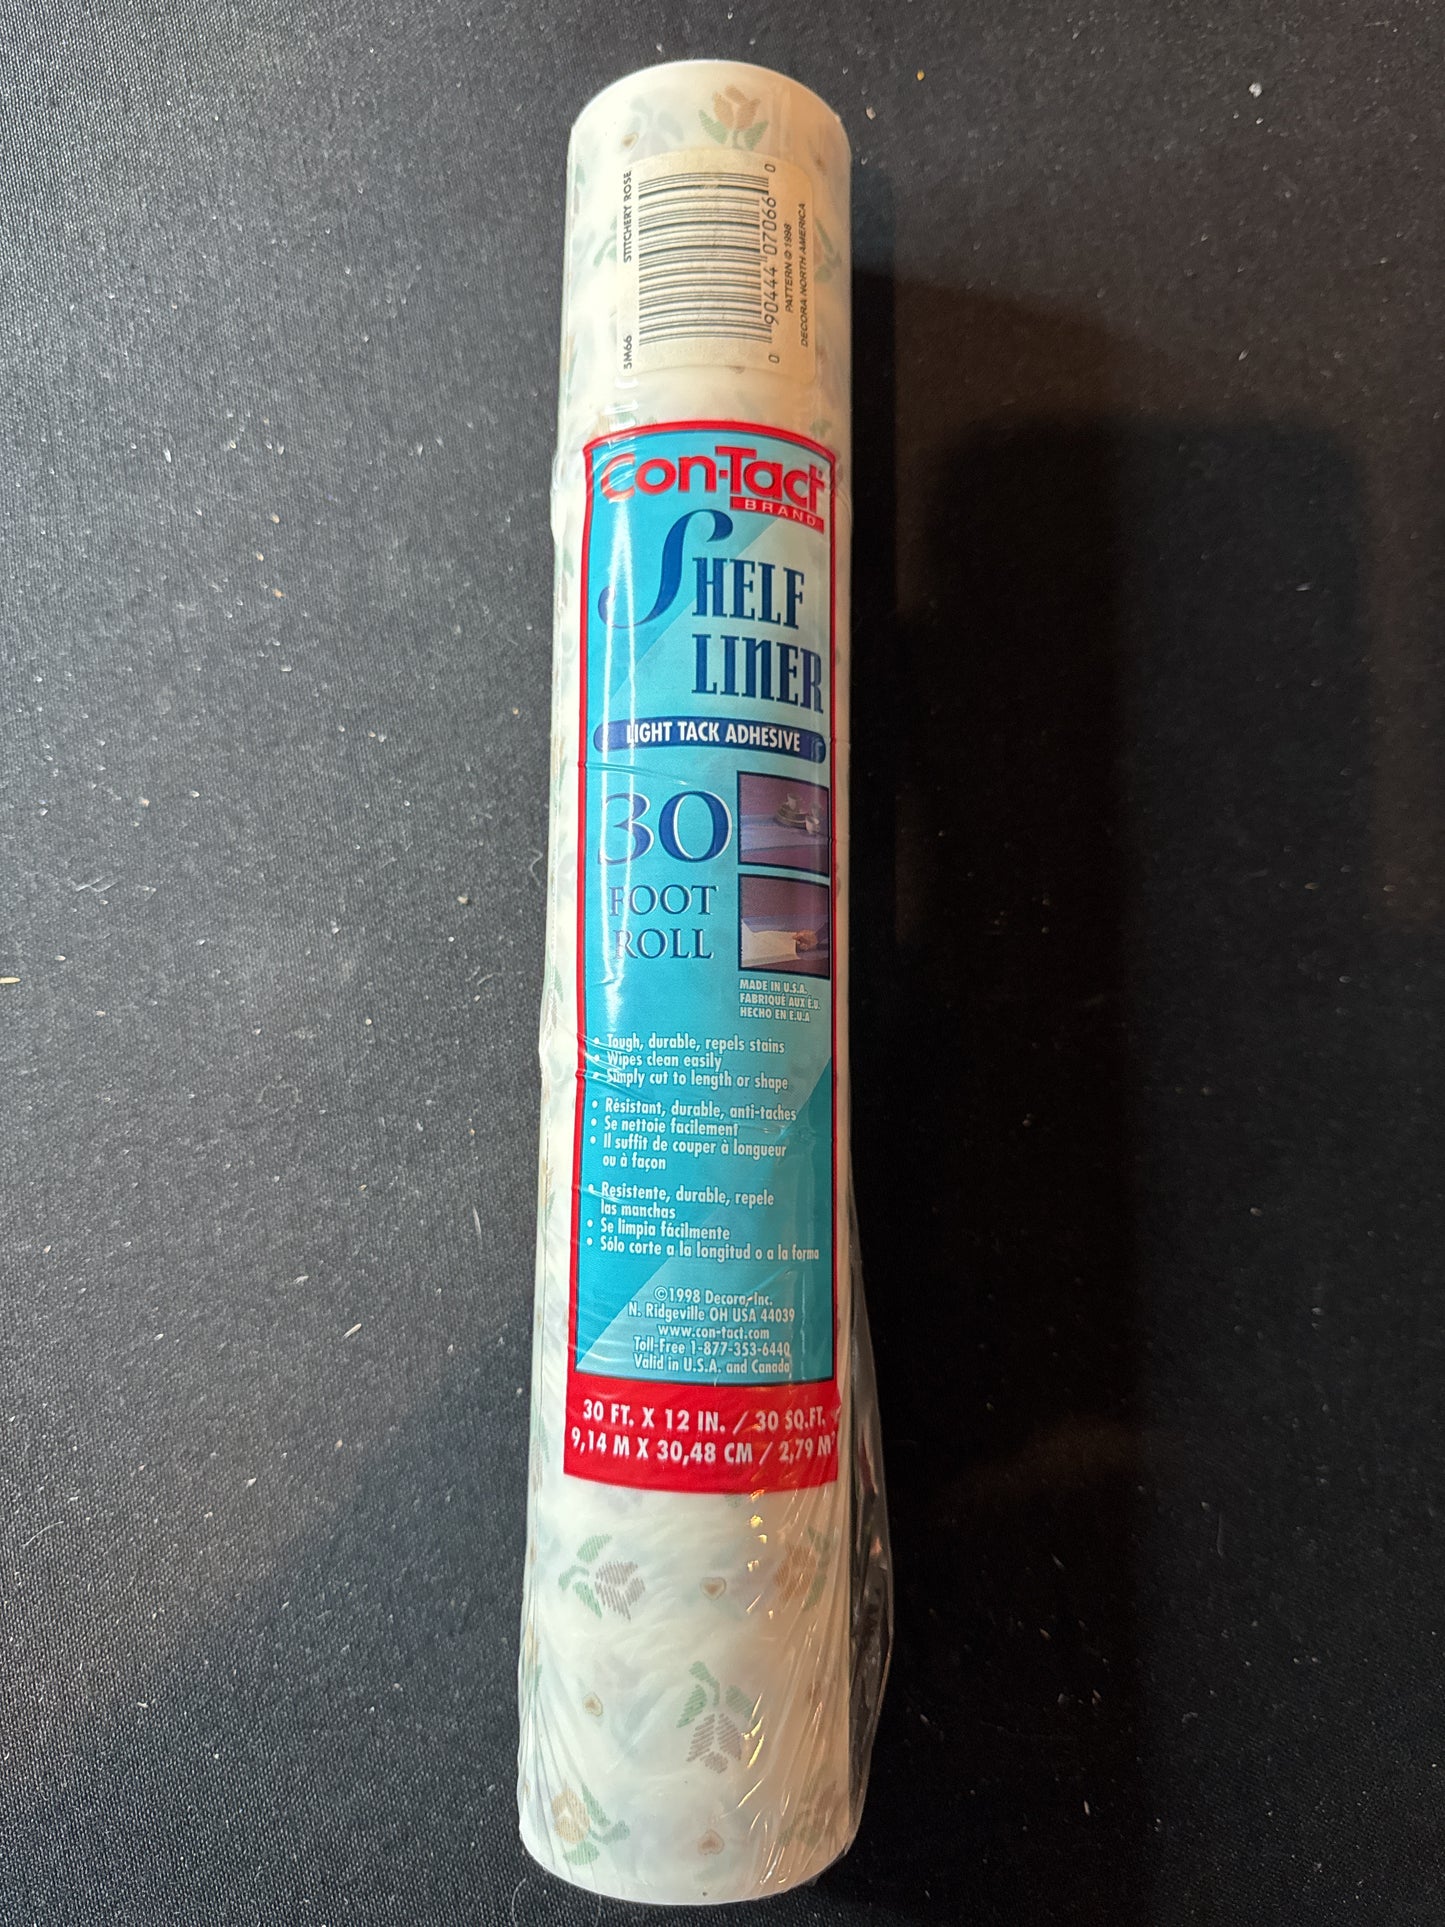 5M66 STITCHERY ROSE
0 90444 07066 0
PATTERN © 1998
DECORA NORTH AMERICA
Con-Tact®
BRAND
SHELF
LINER
LIGHT TACK ADHESIVE
30
FOOT
ROLL
MADE IN U.S.A.
FABRIQUÉ AUX É.U.
HECHO EN E.U.A
• Tough, durable, repels stains
• Wipes clean easily
• Simply cut to length or shape
• Résistant, durable, anti-taches
• Se nettoie facilement
• Il suffit de couper à longueur
ou à façon
• Resistente, durable, repele
las manchas
• Se limpia fácilmente
• Sólo corte a la longitud o a la forma
©1998 Decora, Inc.
N. Ridgeville OH USA 44039
www.con-tact.com
Toll-Free 1-877-353-6440
Valid in U.S.A. and Canada
30 FT. X 12 IN. / 30 SQ.FT.
9,14 M X 30,48 CM / 2,79 M²